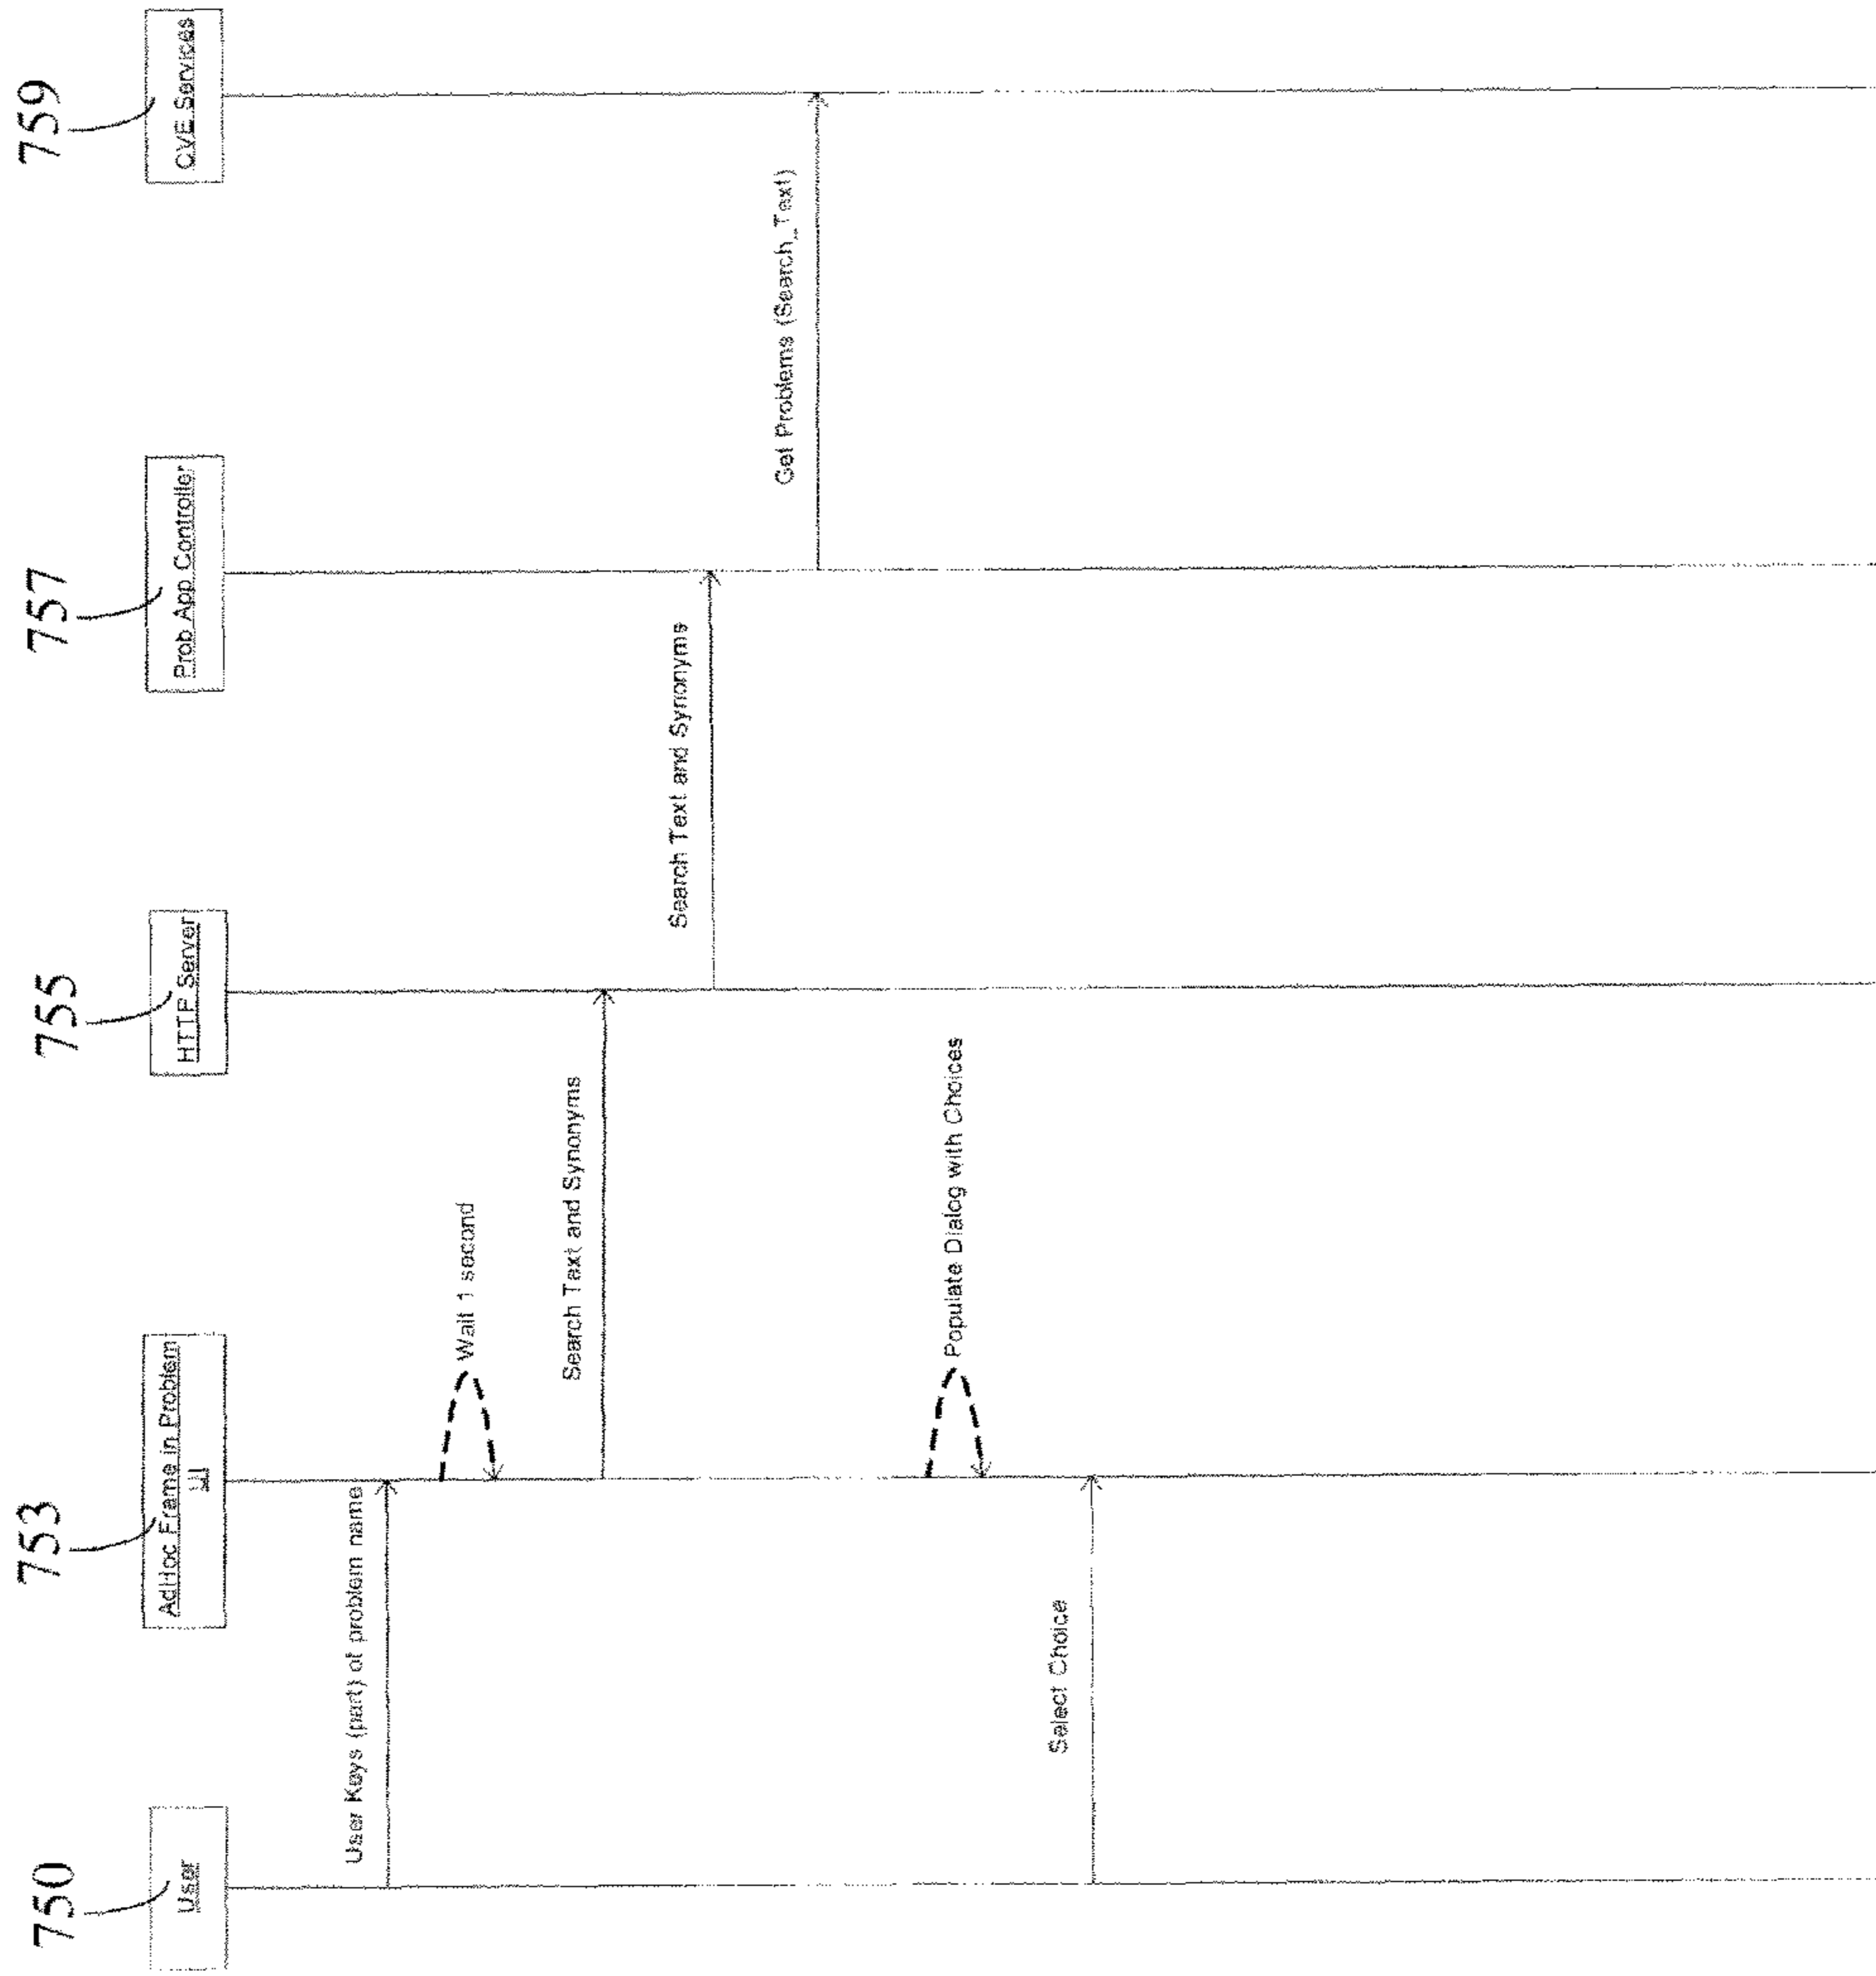 750
753
755
757
759
User
AdHoc Frame in Problem
UI
HTTP Server
Prob App Controller
CVE Services
User Keys (part) of problem name
Wait 1 second
Search Text and Synonyms
Search Text and Synonyms
Get Problems (Search_Text)
Populate Dialog with Choices
Select Choice